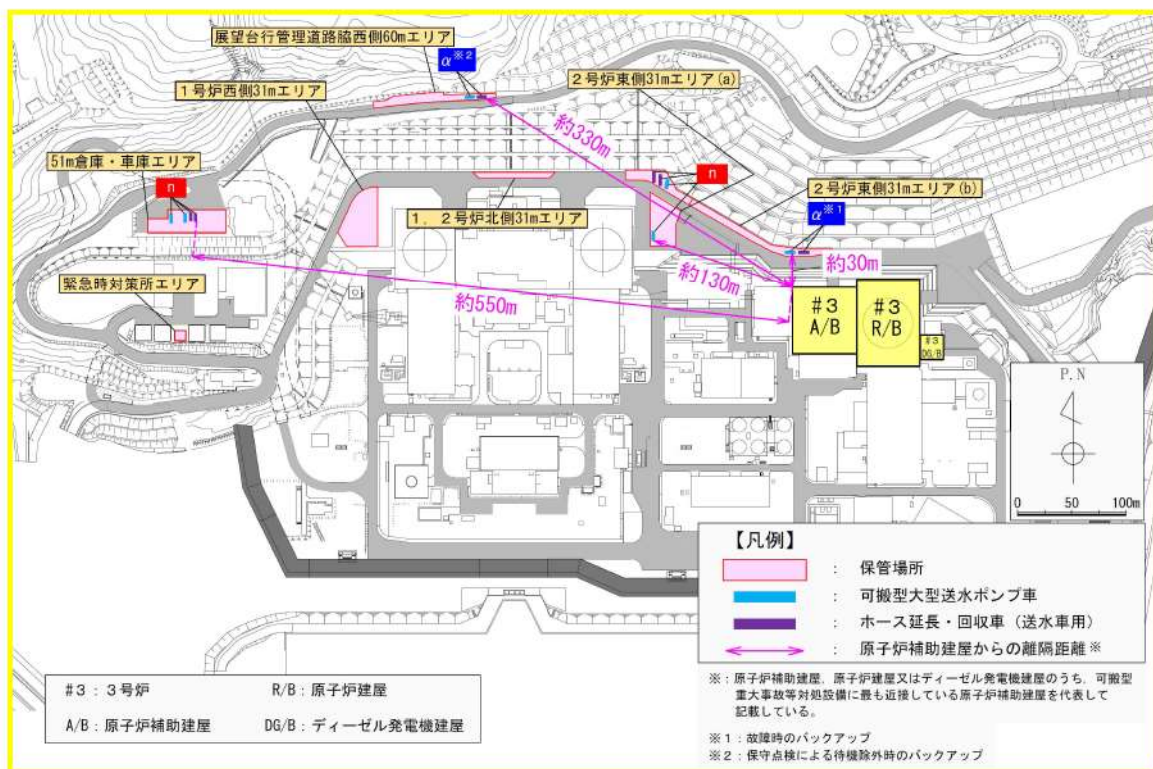 展望台行管理道路脇西側60mエリア
α※2
2号炉東側31mエリア(a)
1号炉西側31mエリア
約330m
51m倉庫・車庫エリア
n
n
2号炉東側31mエリア(b)
1, 2号炉北側31mエリア
α※1
約30m
約130m
緊急時対策所エリア
約550m
#3
A/B
#3
R/B
#3
DG/B
P.N
0 50 100m
【凡例】
: 保管場所
: 可搬型大型送水ポンプ車
: ホース延長・回収車(送水車用)
: 原子炉補助建屋からの離隔距離※
#3:3号炉 R/B:原子炉建屋
A/B:原子炉補助建屋 DG/B:ディーゼル発電機建屋
※:原子炉補助建屋,原子炉建屋又はディーゼル発電機建屋のうち,可搬型
重大事故等対処設備に最も近接している原子炉補助建屋を代表して
記載している。
※1:故障時のバックアップ
※2:保守点検による待機除外時のバックアップ